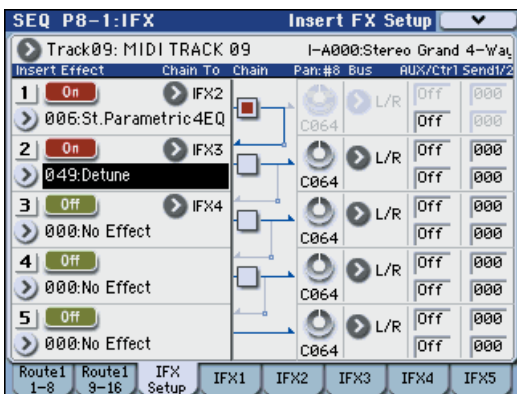 SEQ P8-1:IFX Insert FX Setup
Track09: MIDI TRACK 09 I-A000:Stereo Grand 4-Way
Insert Effect Chain To Chain Pan:#8 Bus AUX/Ctrl Send1/2
1 On IFX2 L/R Off 000
006:St.Parametric4EQ C064 Off 000
2 On IFX3 L/R Off 000
049:Detune C064 Off 000
3 Off IFX4 L/R Off 000
000:No Effect C064 Off 000
4 Off L/R Off 000
000:No Effect C064 Off 000
5 Off L/R Off 000
000:No Effect C064 Off 000
Route1 1-8 Route1 9-16 IFX Setup IFX1 IFX2 IFX3 IFX4 IFX5